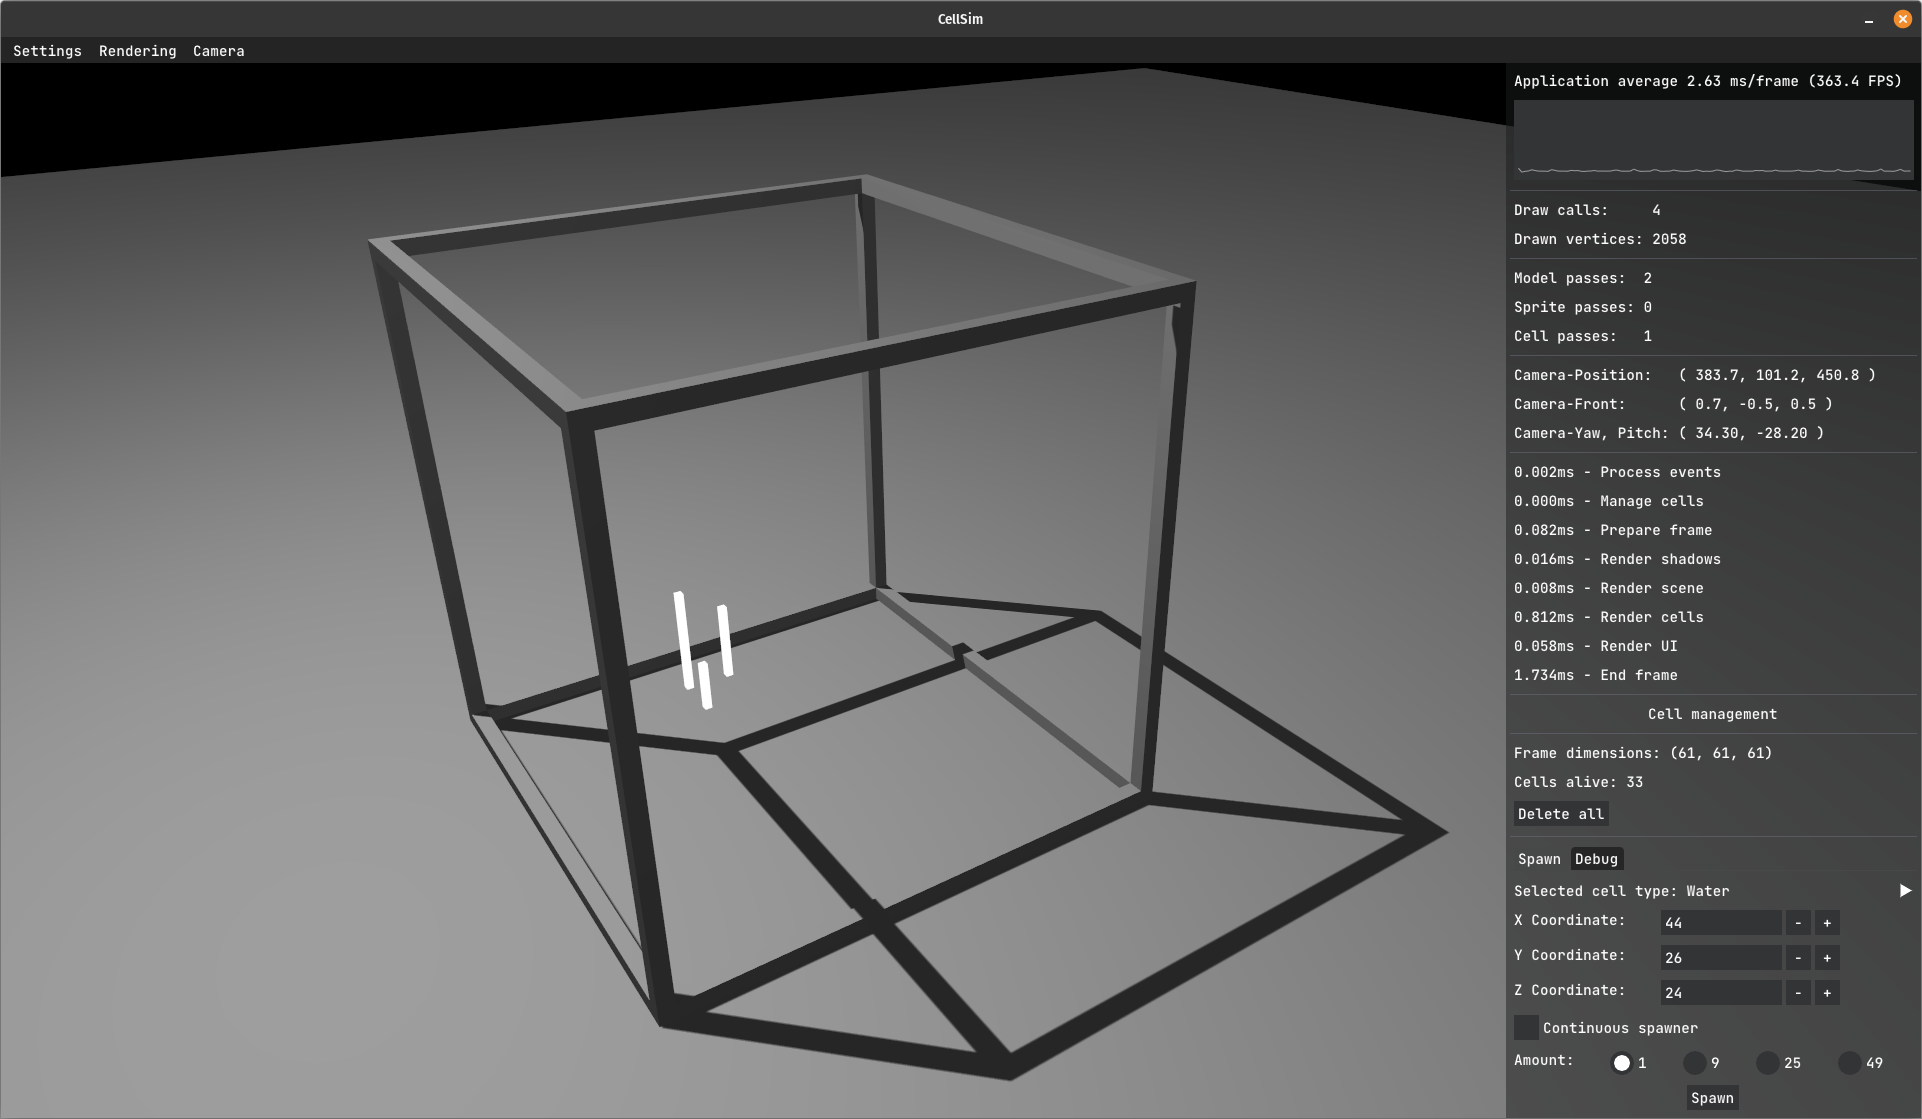 CellSim
Settings Rendering Camera
Application average 2.63 ms/frame (363.4 FPS)
Draw calls: 4
Drawn vertices: 2058
Model passes: 2
Sprite passes: 0
Cell passes: 1
Camera-Position: ( 383.7, 101.2, 450.8 )
Camera-Front: ( 0.7, -0.5, 0.5 )
Camera-Yaw, Pitch: ( 34.30, -28.20 )
0.002ms - Process events
0.000ms - Manage cells
0.082ms - Prepare frame
0.016ms - Render shadows
0.008ms - Render scene
0.812ms - Render cells
0.058ms - Render UI
1.734ms - End frame
Cell management
Frame dimensions: (61, 61, 61)
Cells alive: 33
Delete all
Spawn Debug
Selected cell type: Water
X Coordinate: 44 - +
Y Coordinate: 26 - +
Z Coordinate: 24 - +
Continuous spawner
Amount: 1 9 25 49
Spawn